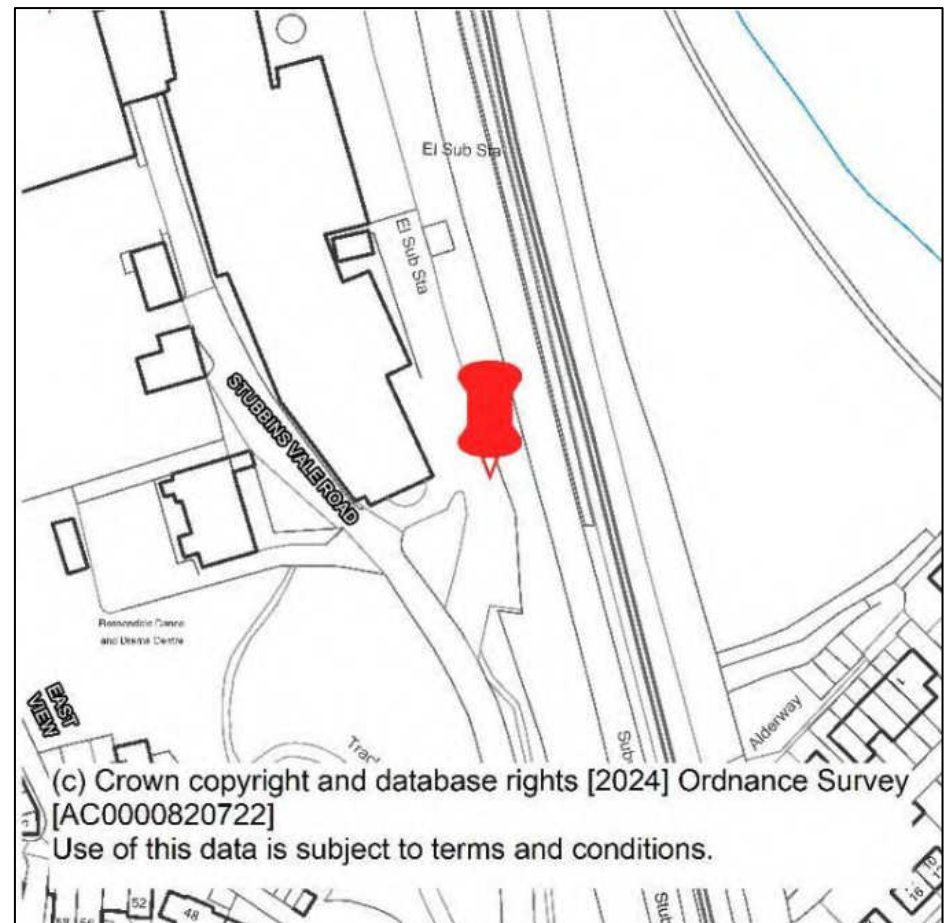 El Sub Sta
El Sub Sta
STUBBINS VALE ROAD
Rossendale Dance
and Drama Centre
EAST
VIEW
Alderway
1
(c) Crown copyright and database rights [2024] Ordnance Survey
[AC0000820722]
Use of this data is subject to terms and conditions.
52
48
10
16